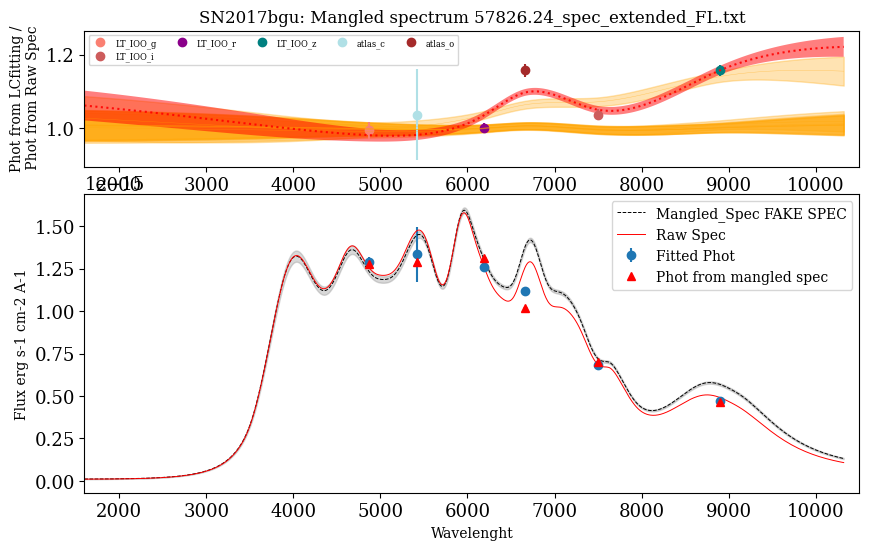 SN2017bgu: Mangled spectrum 57826.24_spec_extended_FL.txt
Phot from LCfitting /
Phot from Raw Spec
1.2
1.0
LT_IOO_g
LT_IOO_i
LT_IOO_r
LT_IOO_z
atlas_c
atlas_o
2000 3000 4000 5000 6000 7000 8000 9000 10000
1e−15
Flux erg s-1 cm-2 A-1
1.50
1.25
1.00
0.75
0.50
0.25
0.00
Mangled_Spec FAKE SPEC
Raw Spec
Fitted Phot
Phot from mangled spec
2000 3000 4000 5000 6000 7000 8000 9000 10000
Wavelenght